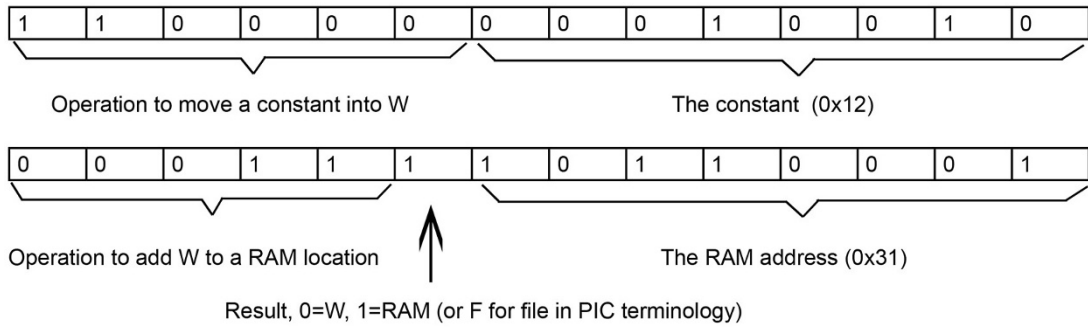 1 1 0 0 0 0 0 0 0 1 0 0 1 0
Operation to move a constant into W The constant (0x12)
0 0 0 1 1 1 1 0 1 1 0 0 0 1
Operation to add W to a RAM location The RAM address (0x31)
Result, 0=W, 1=RAM (or F for file in PIC terminology)